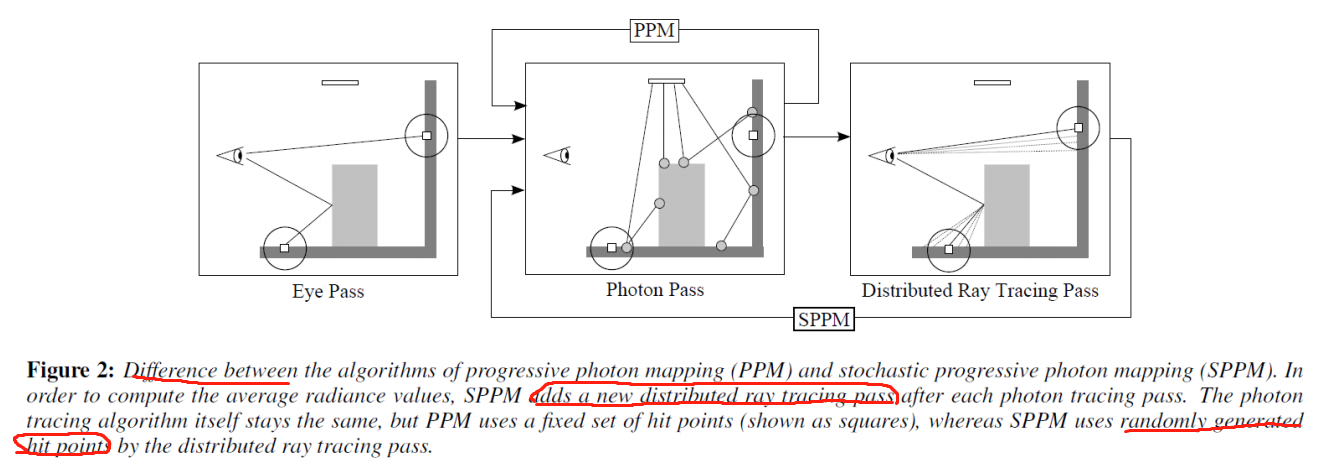 PPM
Eye Pass
Photon Pass
Distributed Ray Tracing Pass
SPPM
Figure 2: Difference between the algorithms of progressive photon mapping (PPM) and stochastic progressive photon mapping (SPPM). In
order to compute the average radiance values, SPPM adds a new distributed ray tracing pass after each photon tracing pass. The photon
tracing algorithm itself stays the same, but PPM uses a fixed set of hit points (shown as squares), whereas SPPM uses randomly generated
hit points by the distributed ray tracing pass.